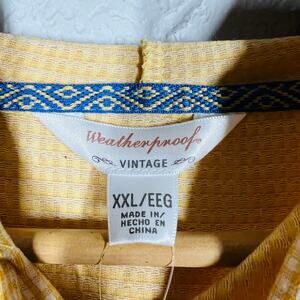 Weatherproof
VINTAGE
XXL/EEG
MADE IN/
HECHO EN
CHINA